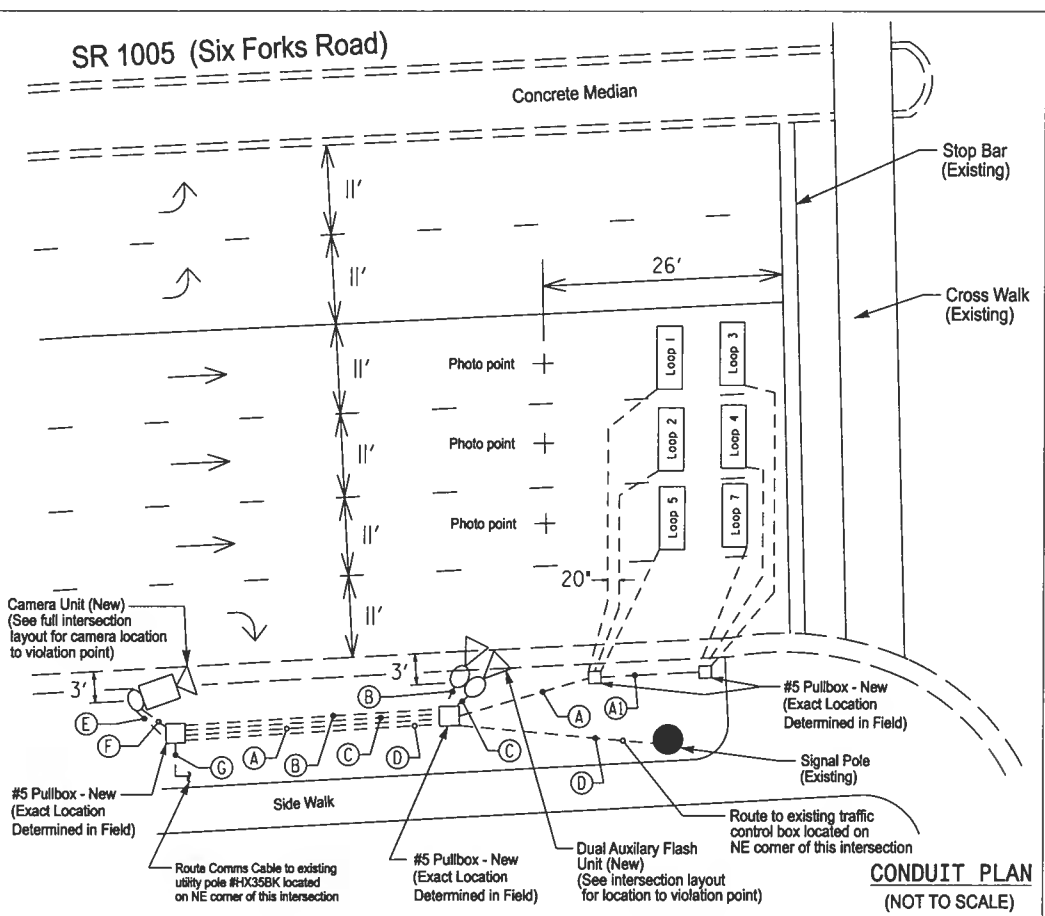 SR 1005 (Six Forks Road)
Concrete Median
Stop Bar
(Existing)
11'
11'
26'
Cross Walk
(Existing)
11'
Photo point
Loop 1
Loop 3
11'
Photo point
Loop 2
Loop 4
11'
Photo point
Loop 5
Loop 7
20"
11'
Camera Unit (New)
(See full intersection
layout for camera location
to violation point)
3'
3'
B
E
F
G
A
B
C
D
C
A
A1
D
#5 Pullbox - New
(Exact Location
Determined in Field)
Signal Pole
(Existing)
#5 Pullbox - New
(Exact Location
Determined in Field)
Side Walk
Route to existing traffic
control box located on
NE corner of this intersection
Route Comms Cable to existing
utility pole #HX35BK located
on NE corner of this Intersection
#5 Pullbox - New
(Exact Location
Determined in Field)
Dual Auxilary Flash
Unit (New)
(See intersection layout
for location to violation point)
CONDUIT PLAN
(NOT TO SCALE)